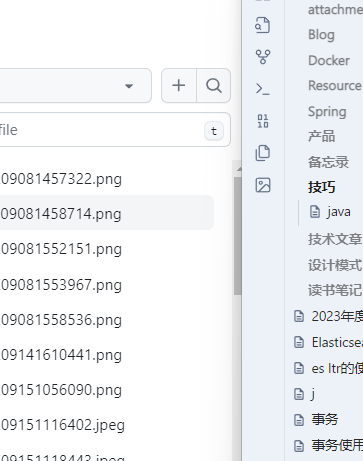 file
t
09081457322.png
09081458714.png
09081552151.png
09081553967.png
09081558536.png
09141610441.png
09151056090.png
09151116402.jpeg
09151118443.jpeg
Blog
Docker
Resource
Spring
产品
备忘录
技巧
java
技术文章
设计模式
读书笔记
2023年度
es ltr的使
j
事务
事务使用